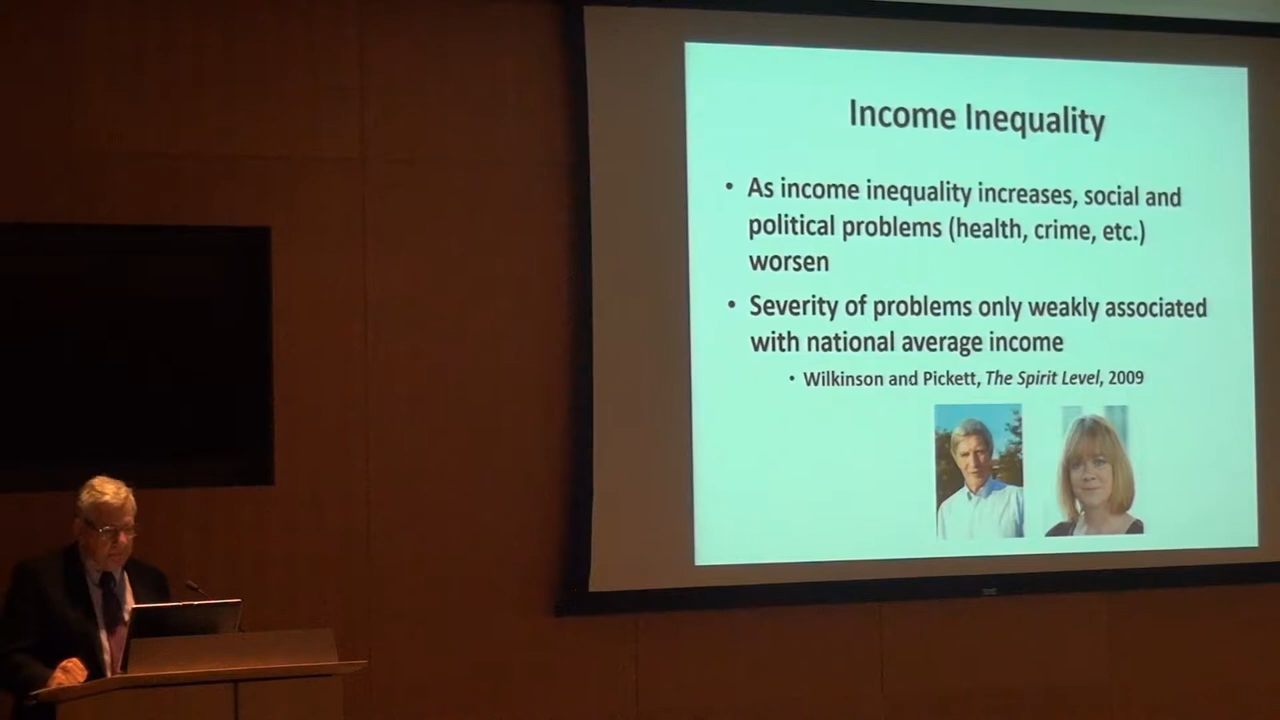 Income Inequality
• As income inequality increases, social and
political problems (health, crime, etc.)
worsen
• Severity of problems only weakly associated
with national average income
• Wilkinson and Pickett, The Spirit Level, 2009